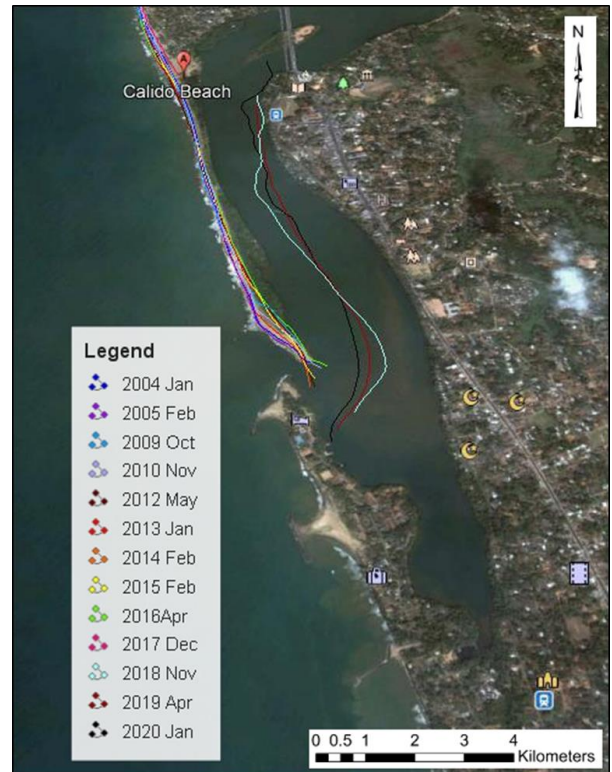 N
Calido Beach
Legend
2004 Jan
2005 Feb
2009 Oct
2010 Nov
2012 May
2013 Jan
2014 Feb
2015 Feb
2016Apr
2017 Dec
2018 Nov
2019 Apr
2020 Jan
0 0.5 1 2 3 4
Kilometers